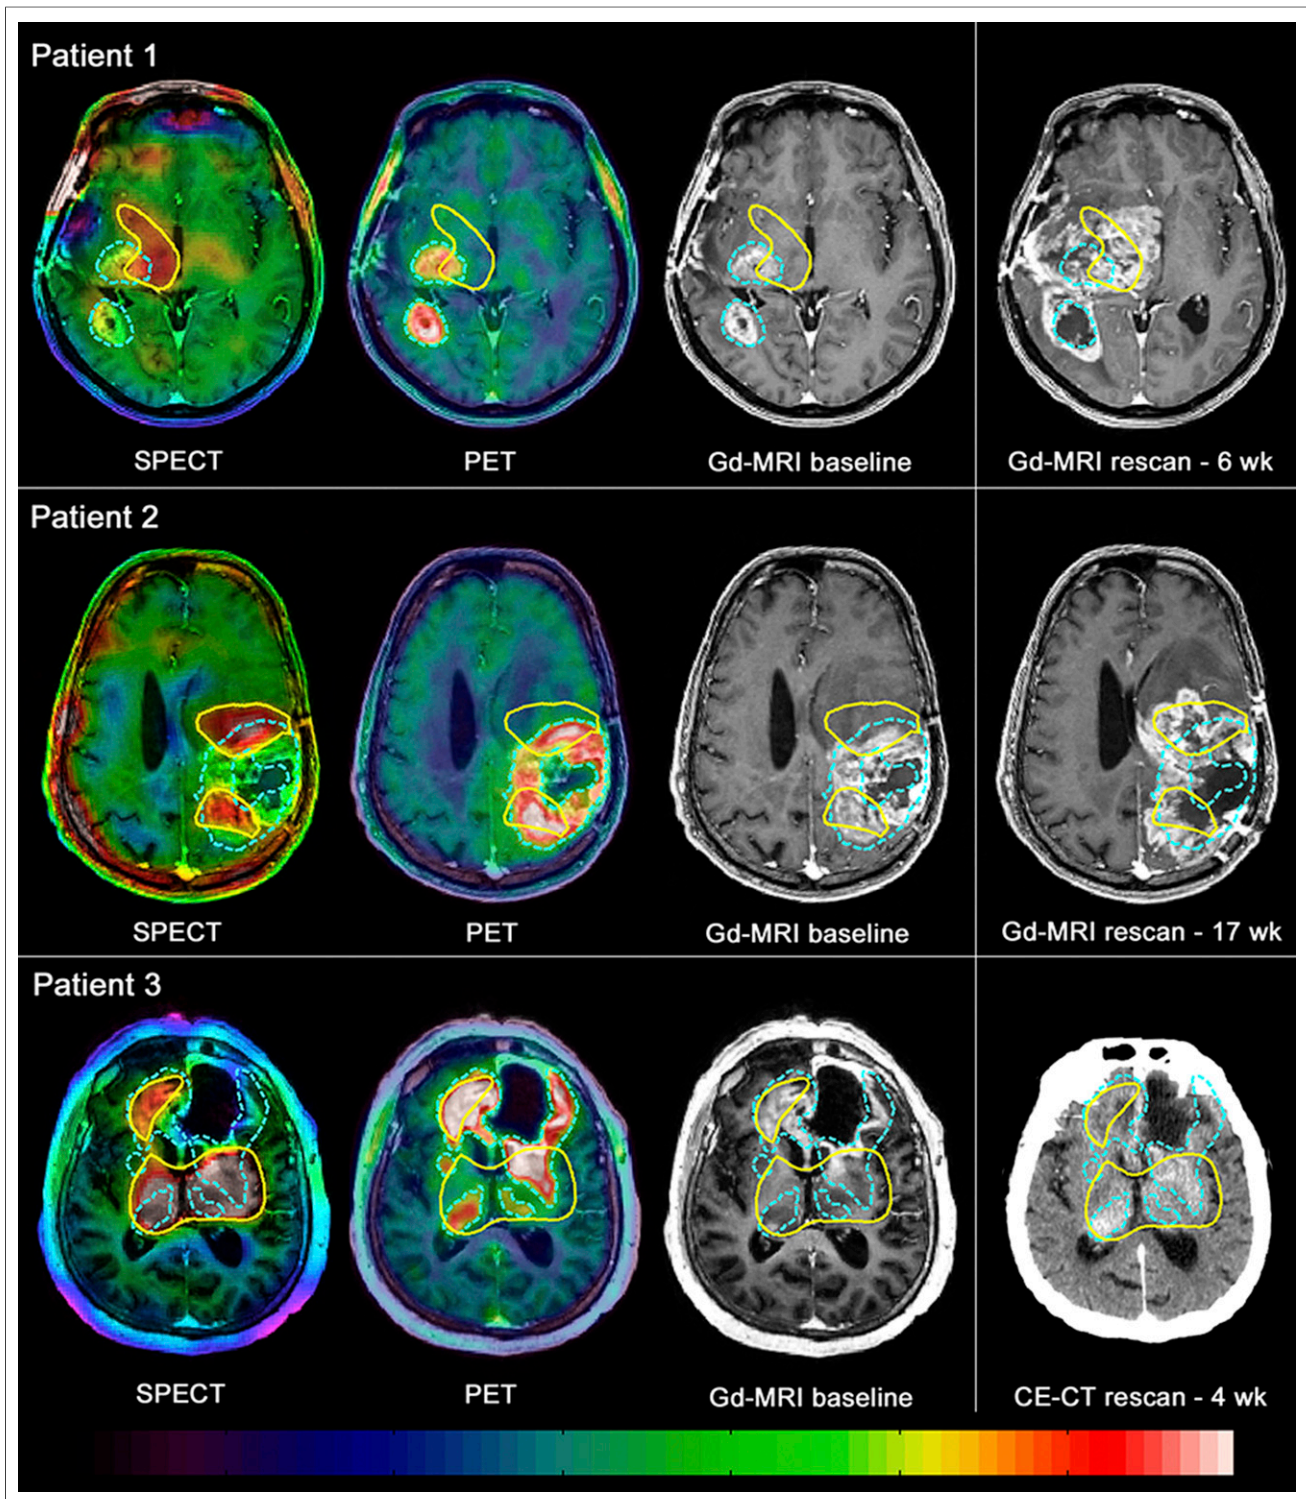 Patient 1
SPECT
PET
Gd-MRI baseline
Gd-MRI rescan - 6 wk
Patient 2
SPECT
PET
Gd-MRI baseline
Gd-MRI rescan - 17 wk
Patient 3
SPECT
PET
Gd-MRI baseline
CE-CT rescan - 4 wk